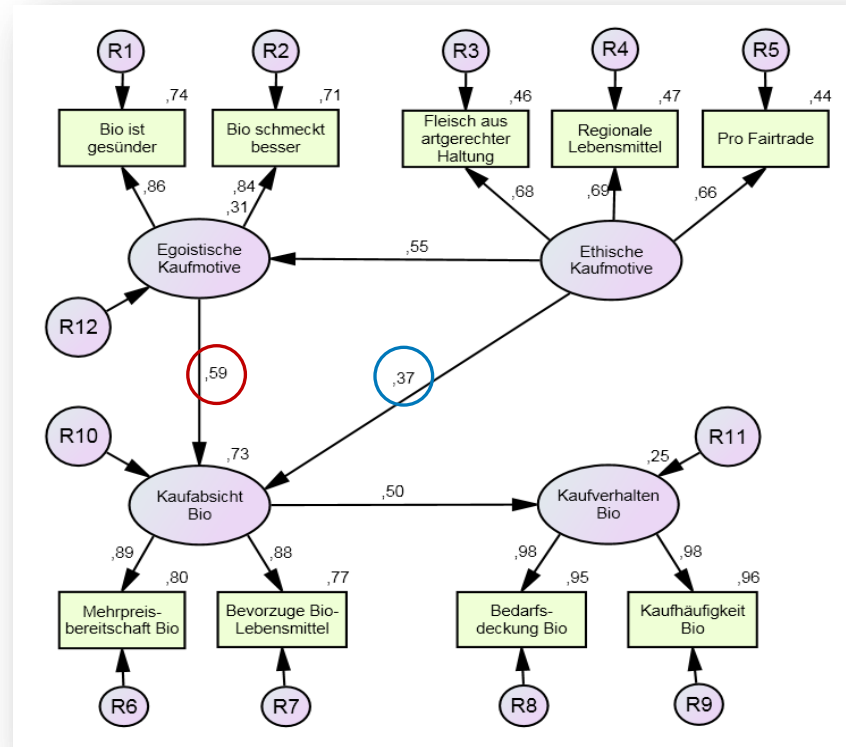 R1
R2
R3
R4
R5
,74
,71
,46
,47
,44
Bio ist
gesünder
Bio schmeckt
besser
Fleisch aus
artgerechter
Haltung
Regionale
Lebensmittel
Pro Fairtrade
,86
,84
,31
,68
,69
,66
Egoistische
Kaufmotive
,55
Ethische
Kaufmotive
R12
,59
,37
R10
R11
,73
,25
Kaufabsicht
Bio
,50
Kaufverhalten
Bio
,89
,88
,98
,98
,80
,77
,95
,96
Mehrpreis-
bereitschaft Bio
Bevorzuge Bio-
Lebensmittel
Bedarfs-
deckung Bio
Kaufhäufigkeit
Bio
R6
R7
R8
R9